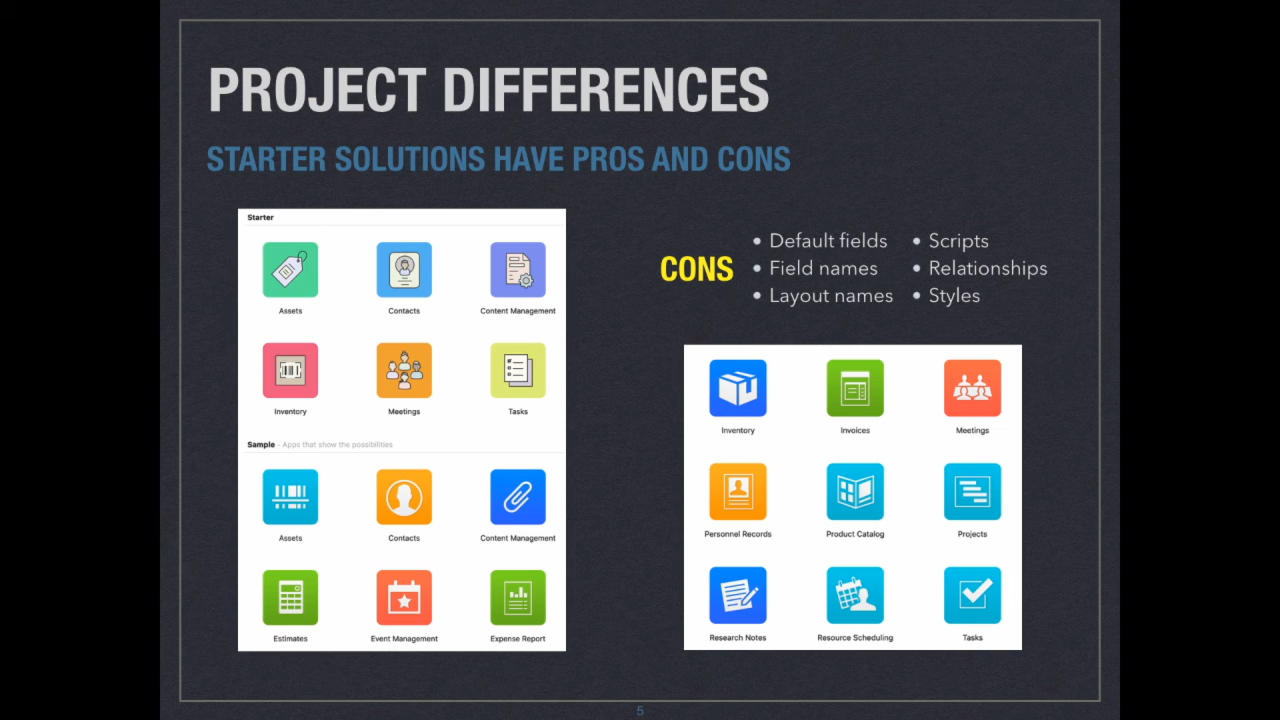 PROJECT DIFFERENCES
STARTER SOLUTIONS HAVE PROS AND CONS
Starter
Assets
Contacts
Content Management
Inventory
Meetings
Tasks
Sample - Apps that show the possibilities
Assets
Contacts
Content Management
Estimates
Event Management
Expense Report
CONS
• Default fields
• Field names
• Layout names
• Scripts
• Relationships
• Styles
Inventory
Invoices
Meetings
Personnel Records
Product Catalog
Projects
Research Notes
Resource Scheduling
Tasks
5